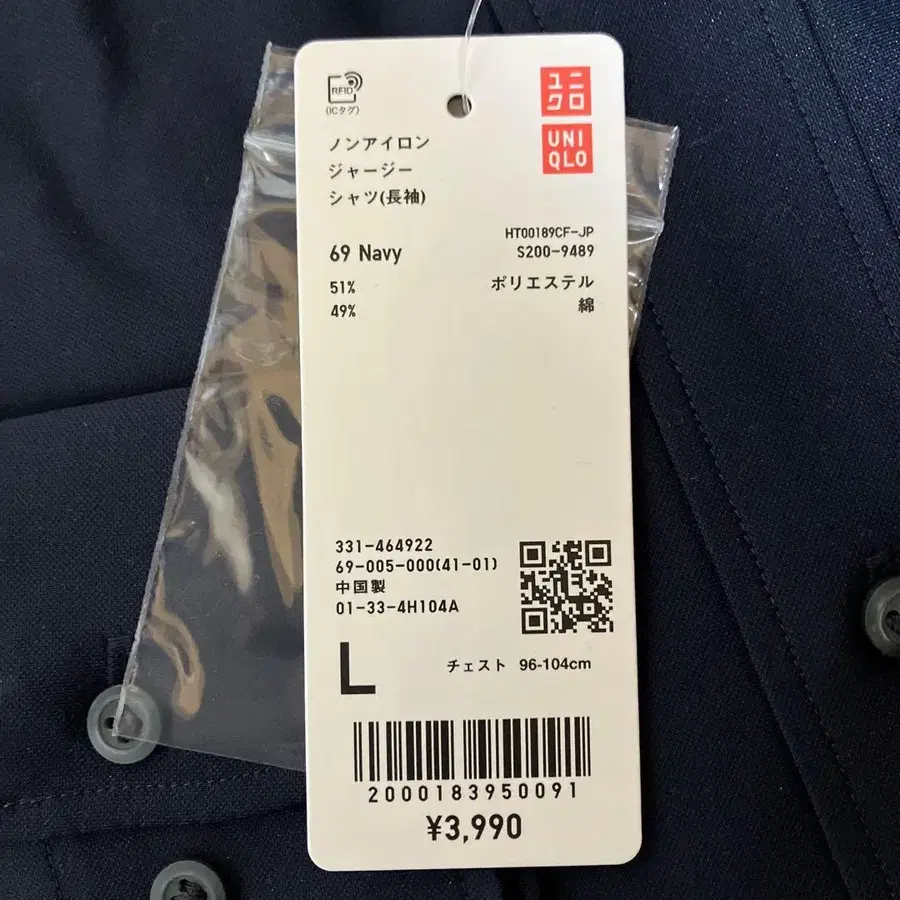 RFID
(ICタグ)
ユニ
クロ
UNI
QLO
ノンアイロン
ジャージー
シャツ(長袖)
HT00189CF-JP
69 Navy
S200-9489
51% ポリエステル
49% 綿
331-464922
69-005-000(41-01)
中国製
01-33-4H104A
L チェスト 96-104cm
2000183950091
¥3,990